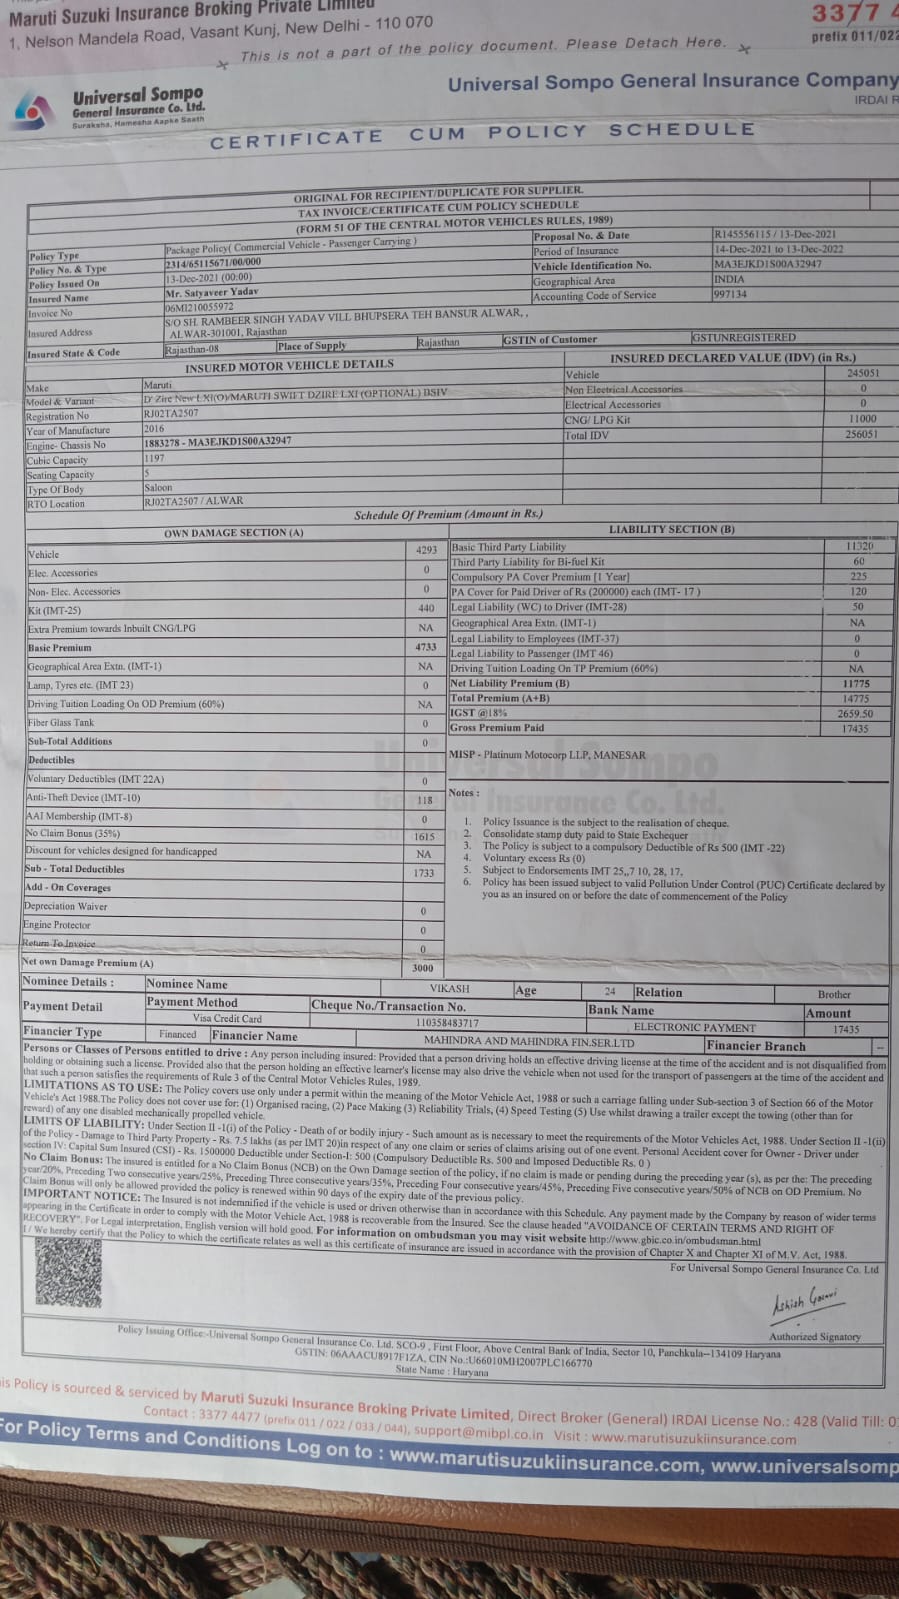 Maruti Suzuki Insurance Broking Private Limited
1, Nelson Mandela Road, Vasant Kunj, New Delhi - 110 070
3377 4
prefix 011/022
This is not a part of the policy document. Please Detach Here.
Universal Sompo
General Insurance Co. Ltd.
Suraksha, Hamesha Aapke Saath
Universal Sompo General Insurance Company
IRDAI R
CERTIFICATE CUM POLICY SCHEDULE
ORIGINAL FOR RECIPIENT/DUPLICATE FOR SUPPLIER.
TAX INVOICE/CERTIFICATE CUM POLICY SCHEDULE
(FORM 51 OF THE CENTRAL MOTOR VEHICLES RULES, 1989)
Policy Type Package Policy( Commercial Vehicle - Passenger Carrying ) Proposal No. & Date R145556115 / 13-Dec-2021
Policy No. & Type 2314/65115671/00/000 Period of Insurance 14-Dec-2021 to 13-Dec-2022
Policy Issued On 13-Dec-2021 (00:00) Vehicle Identification No. MA3EJKD1S00A32947
Insured Name Mr. Satyaveer Yadav Geographical Area INDIA
Invoice No 06MI210055972 Accounting Code of Service 997134
Insured Address S/O SH. RAMBEER SINGH YADAV VILL BHUPSERA TEH BANSUR ALWAR, ,
ALWAR-301001, Rajasthan
Insured State & Code Rajasthan-08 Place of Supply Rajasthan GSTIN of Customer GSTUNREGISTERED
INSURED MOTOR VEHICLE DETAILS INSURED DECLARED VALUE (IDV) (in Rs.)
Make Maruti Vehicle 245051
Model & Variant D' Zire New LXI(O)/MARUTI SWIFT DZIRE LXI (OPTIONAL) BSIV Non Electrical Accessories 0
Registration No RJ02TA2507 Electrical Accessories 0
Year of Manufacture 2016 CNG/ LPG Kit 11000
Engine- Chassis No 1883278 - MA3EJKD1S00A32947 Total IDV 256051
Cubic Capacity 1197
Seating Capacity 5
Type Of Body Saloon
RTO Location RJ02TA2507 / ALWAR
Schedule Of Premium (Amount in Rs.)
OWN DAMAGE SECTION (A) LIABILITY SECTION (B)
Vehicle 4293 Basic Third Party Liability 11320
Third Party Liability for Bi-fuel Kit 60
Elec. Accessories 0 Compulsory PA Cover Premium [1 Year] 225
Non- Elec. Accessories 0 PA Cover for Paid Driver of Rs (200000) each (IMT- 17 ) 120
Kit (IMT-25) 440 Legal Liability (WC) to Driver (IMT-28) 50
Extra Premium towards Inbuilt CNG/LPG NA Geographical Area Extn. (IMT-1) NA
Legal Liability to Employees (IMT-37) 0
Basic Premium 4733 Legal Liability to Passenger (IMT 46) 0
Geographical Area Extn. (IMT-1) NA Driving Tuition Loading On TP Premium (60%) NA
Lamp, Tyres etc. (IMT 23) 0 Net Liability Premium (B) 11775
Driving Tuition Loading On OD Premium (60%) NA Total Premium (A+B) 14775
IGST @18% 2659.50
Fiber Glass Tank 0 Gross Premium Paid 17435
Sub-Total Additions 0
Deductibles MISP - Platinum Motocorp LLP, MANESAR
Voluntary Deductibles (IMT 22A) 0
Anti-Theft Device (IMT-10) 118 Notes :
AAI Membership (IMT-8) 0 1. Policy Issuance is the subject to the realisation of cheque.
No Claim Bonus (35%) 1615 2. Consolidate stamp duty paid to State Exchequer
Discount for vehicles designed for handicapped NA 3. The Policy is subject to a compulsory Deductible of Rs 500 (IMT -22)
4. Voluntary excess Rs (0)
Sub - Total Deductibles 1733 5. Subject to Endorsements IMT 25,,7 10, 28, 17,
Add - On Coverages 6. Policy has been issued subject to valid Pollution Under Control (PUC) Certificate declared by
you as an insured on or before the date of commencement of the Policy
Depreciation Waiver 0
Engine Protector 0
Return To Invoice 0
Net own Damage Premium (A) 3000
Universal Sompo
General Insurance Co. Ltd.
Nominee Details : Nominee Name VIKASH Age 24 Relation Brother
Payment Detail Payment Method Cheque No./Transaction No. Bank Name Amount
Visa Credit Card 110358483717 ELECTRONIC PAYMENT 17435
Financier Type Financed Financier Name MAHINDRA AND MAHINDRA FIN.SER.LTD Financier Branch --
Persons or Classes of Persons entitled to drive : Any person including insured: Provided that a person driving holds an effective driving license at the time of the accident and is not disqualified from
holding or obtaining such a license. Provided also that the person holding an effective learner's license may also drive the vehicle when not used for the transport of passengers at the time of the accident and
that such a person satisfies the requirements of Rule 3 of the Central Motor Vehicles Rules, 1989.
LIMITATIONS AS TO USE: The Policy covers use only under a permit within the meaning of the Motor Vehicle Act, 1988 or such a carriage falling under Sub-section 3 of Section 66 of the Motor
Vehicle's Act 1988.The Policy does not cover use for: (1) Organised racing, (2) Pace Making (3) Reliability Trials, (4) Speed Testing (5) Use whilst drawing a trailer except the towing (other than for
reward) of any one disabled mechanically propelled vehicle.
LIMITS OF LIABILITY: Under Section II -1(i) of the Policy - Death of or bodily injury - Such amount as is necessary to meet the requirements of the Motor Vehicles Act, 1988. Under Section II -1(ii)
of the Policy - Damage to Third Party Property - Rs. 7.5 lakhs (as per IMT 20)in respect of any one claim or series of claims arising out of one event. Personal Accident cover for Owner - Driver under
section IV: Capital Sum Insured (CSI) - Rs. 1500000 Deductible under Section-I: 500 (Compulsory Deductible Rs. 500 and Imposed Deductible Rs. 0 )
No Claim Bonus: The insured is entitled for a No Claim Bonus (NCB) on the Own Damage section of the policy, if no claim is made or pending during the preceding year (s), as per the: The preceding
year/20%, Preceding Two consecutive years/25%, Preceding Three consecutive years/35%, Preceding Four consecutive years/45%, Preceding Five consecutive years/50% of NCB on OD Premium. No
Claim Bonus will only be allowed provided the policy is renewed within 90 days of the expiry date of the previous policy.
IMPORTANT NOTICE: The Insured is not indemnified if the vehicle is used or driven otherwise than in accordance with this Schedule. Any payment made by the Company by reason of wider terms
appearing in the Certificate in order to comply with the Motor Vehicle Act, 1988 is recoverable from the Insured. See the clause headed "AVOIDANCE OF CERTAIN TERMS AND RIGHT OF
RECOVERY". For Legal interpretation, English version will hold good. For information on ombudsman you may visit website http://www.gbic.co.in/ombudsman.html
I / We hereby certify that the Policy to which the certificate relates as well as this certificate of insurance are issued in accordance with the provision of Chapter X and Chapter XI of M.V. Act, 1988.
For Universal Sompo General Insurance Co. Ltd
Authorized Signatory
Policy Issuing Office:-Universal Sompo General Insurance Co. Ltd. SCO-9 , First Floor, Above Central Bank of India, Sector 10, Panchkula--134109 Haryana
GSTIN: 06AAACU8917F1ZA, CIN No.:U66010MH2007PLC166770
State Name : Haryana
is Policy is sourced & serviced by Maruti Suzuki Insurance Broking Private Limited, Direct Broker (General) IRDAI License No.: 428 (Valid Till: 0
Contact : 3377 4477 (prefix 011 / 022 / 033 / 044), support@mibpl.co.in Visit : www.marutisuzukiinsurance.com
For Policy Terms and Conditions Log on to : www.marutisuzukiinsurance.com, www.universalsomp